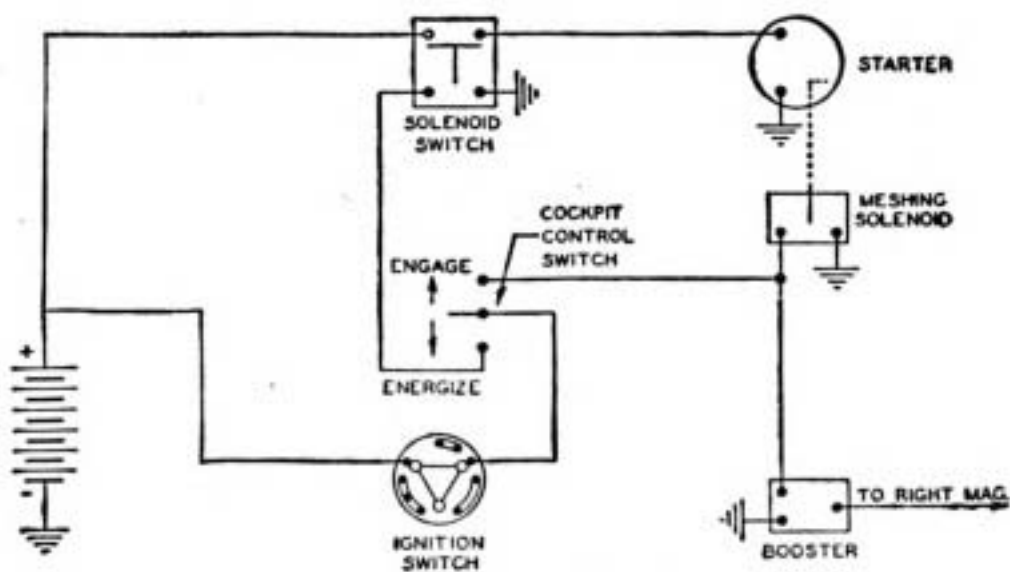 SOLENOID
SWITCH
STARTER
MESHING
SOLENOID
COCKPIT
CONTROL
SWITCH
ENGAGE
+
ENERGIZE
-
TO RIGHT MAG.
IGNITION
SWITCH
BOOSTER